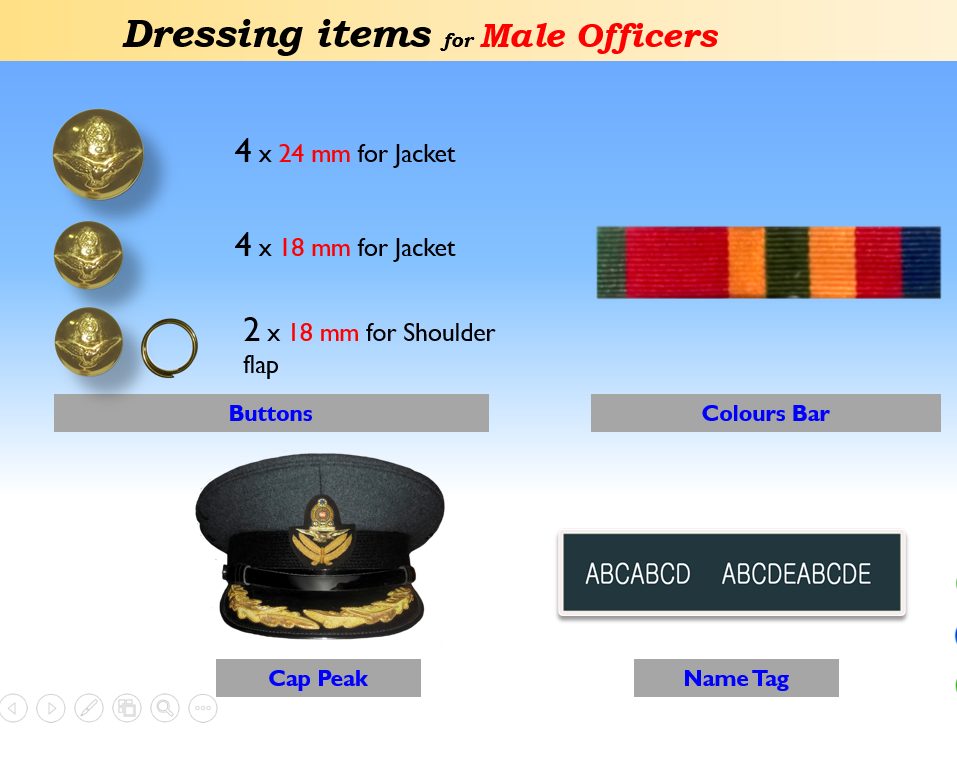 Dressing items for Male Officers
4 x 24 mm for Jacket
4 x 18 mm for Jacket
2 x 18 mm for Shoulder
flap
Buttons
Colours Bar
ABCABCD ABCDEABCDE
Cap Peak
Name Tag